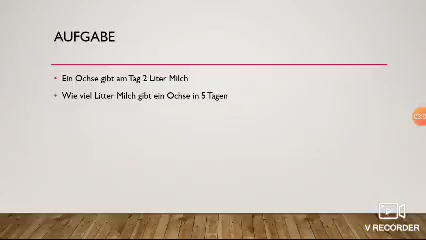 AUFGABE
• Ein Ochse gibt am Tag 2 Liter Milch
• Wie viel Litter Milch gibt ein Ochse in 5 Tagen
V RECORDER